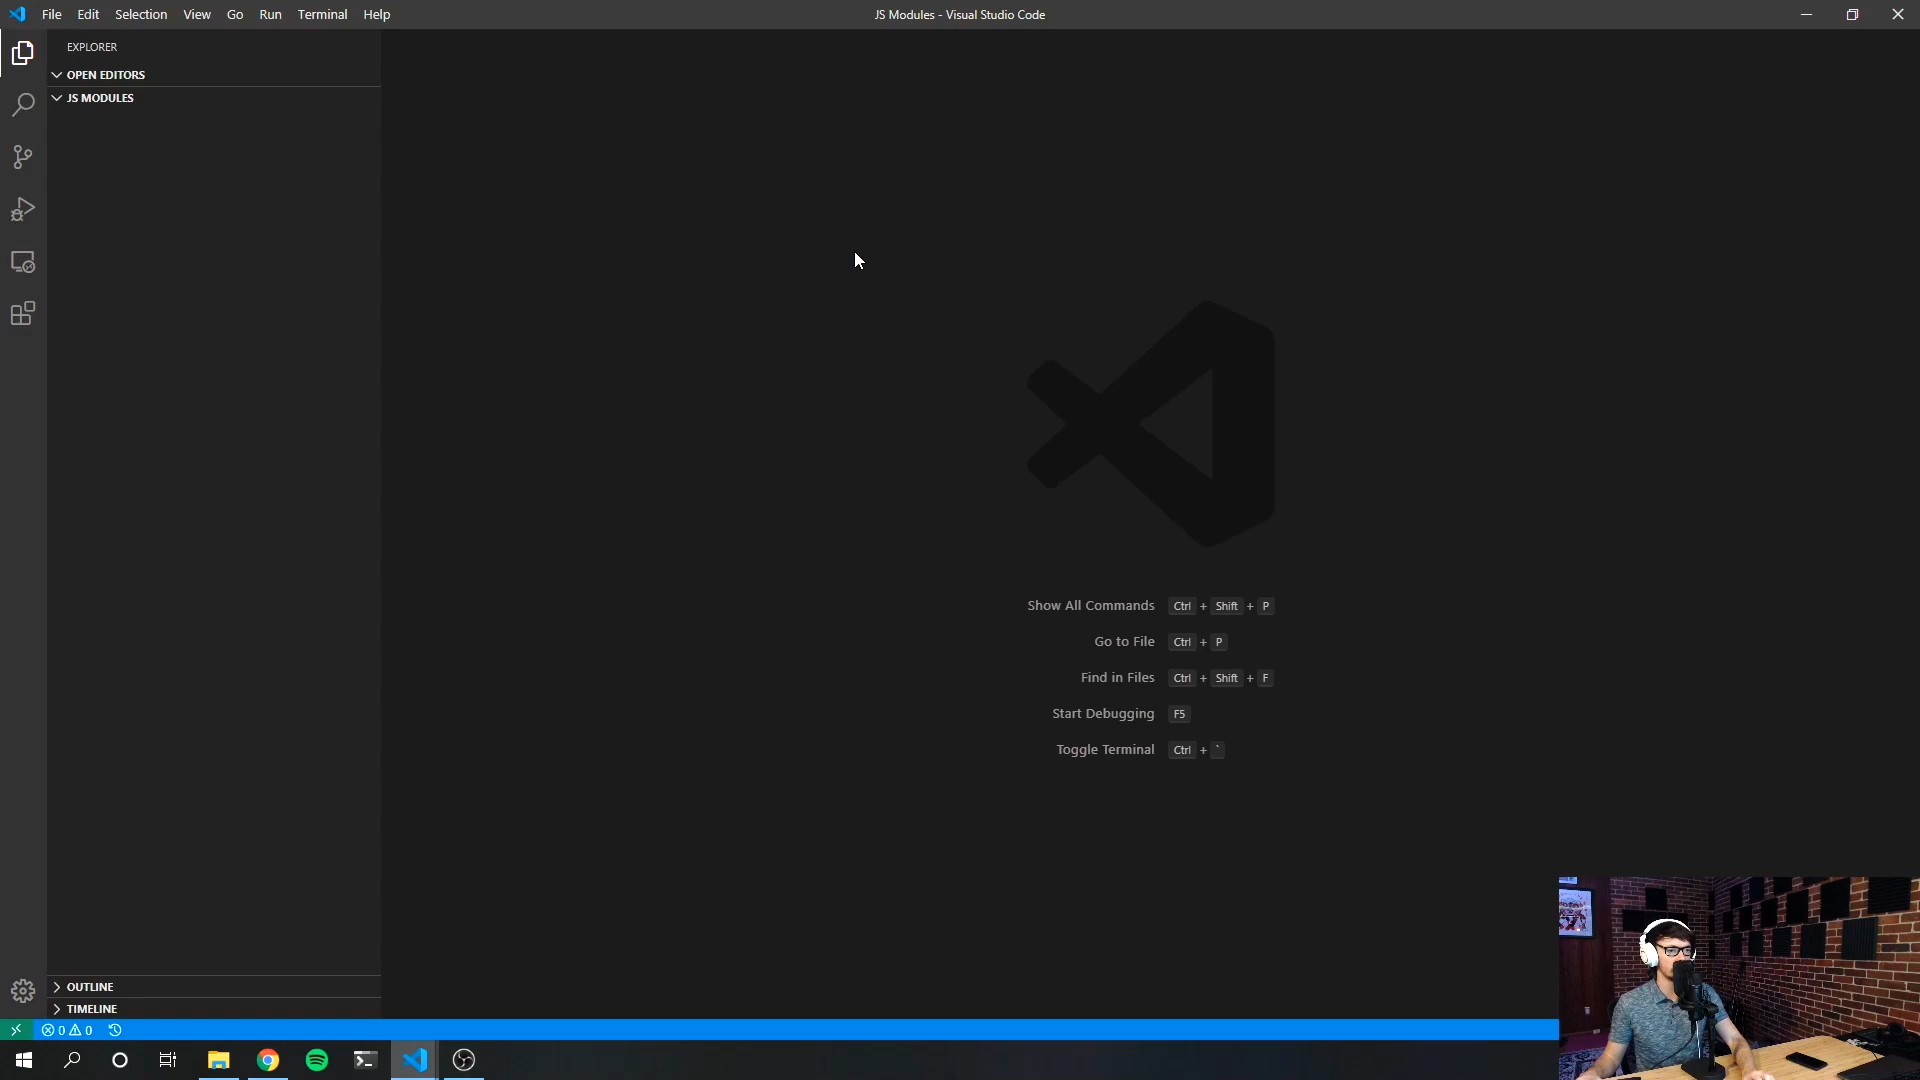 File Edit Selection View Go Run Terminal Help
JS Modules - Visual Studio Code
EXPLORER
OPEN EDITORS
JS MODULES
Show All Commands Ctrl + Shift + P
Go to File Ctrl + P
Find in Files Ctrl + Shift + F
Start Debugging F5
Toggle Terminal Ctrl + `
OUTLINE
TIMELINE
0 0